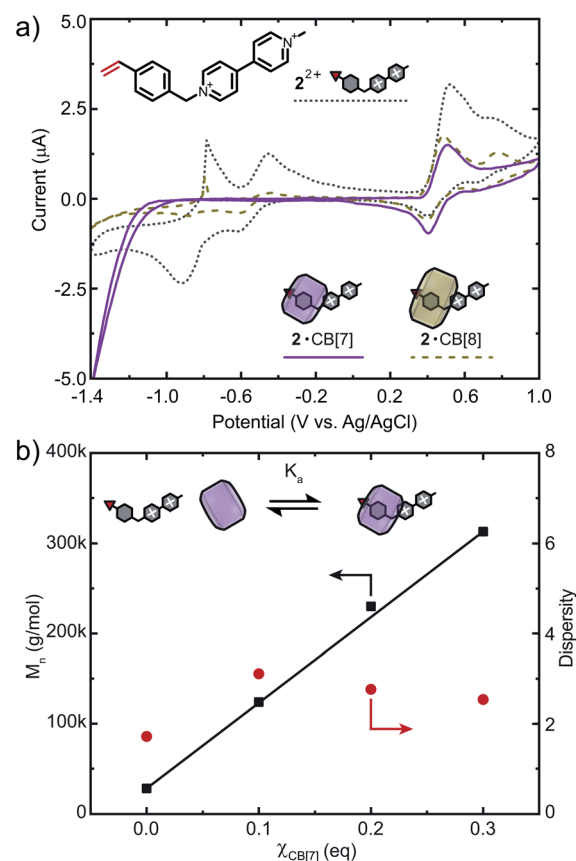 a)
5.0
2.5
0.0
-2.5
-5.0
Current (μA)
N⁺
N⁺
2²⁺
2•CB[7]
2•CB[8]
-1.4 -1.0 -0.6 -0.2 0.2 0.6 1.0
Potential (V vs. Ag/AgCl)
b)
400k
300k
200k
100k
0
Mₙ (g/mol)
Kₐ
8
6
4
2
0
Dispersity
0.0 0.1 0.2 0.3
χCB[7] (eq)